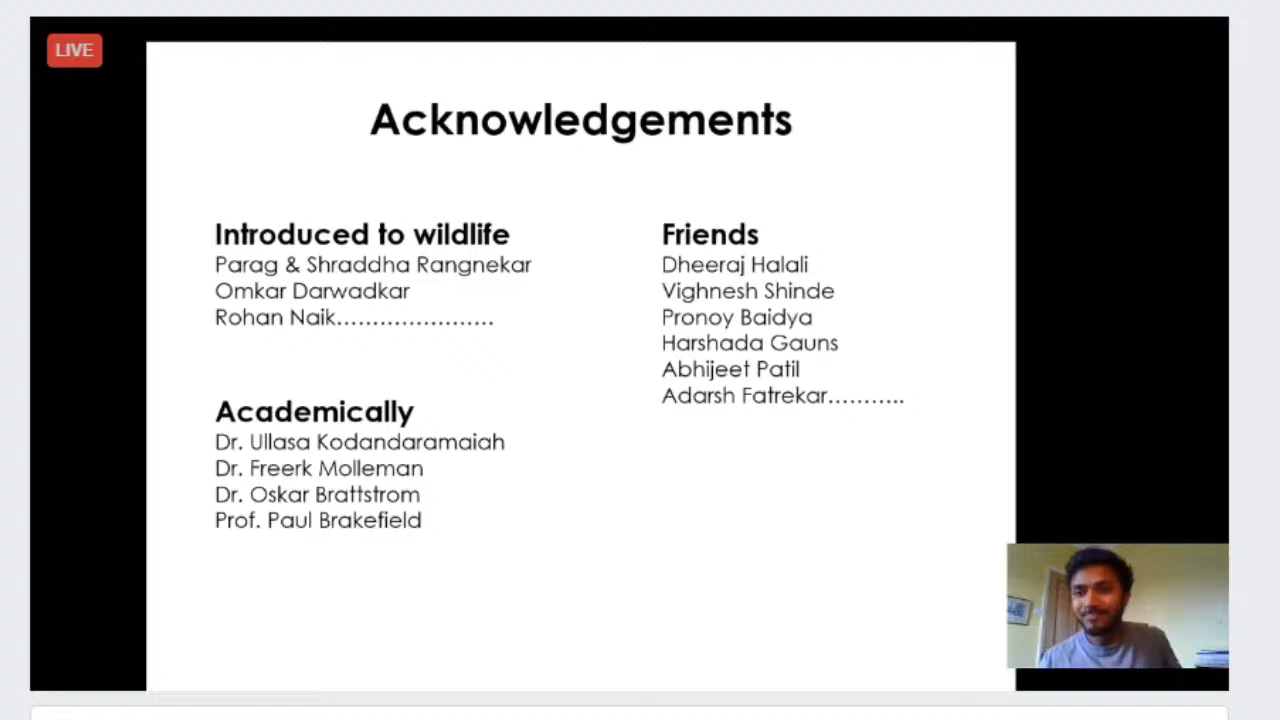 LIVE
Acknowledgements
Introduced to wildlife
Parag & Shraddha Rangnekar
Omkar Darwadkar
Rohan Naik......................
Academically
Dr. Ullasa Kodandaramaiah
Dr. Freerk Molleman
Dr. Oskar Brattstrom
Prof. Paul Brakefield
Friends
Dheeraj Halali
Vighnesh Shinde
Pronoy Baidya
Harshada Gauns
Abhijeet Patil
Adarsh Fatrekar...........